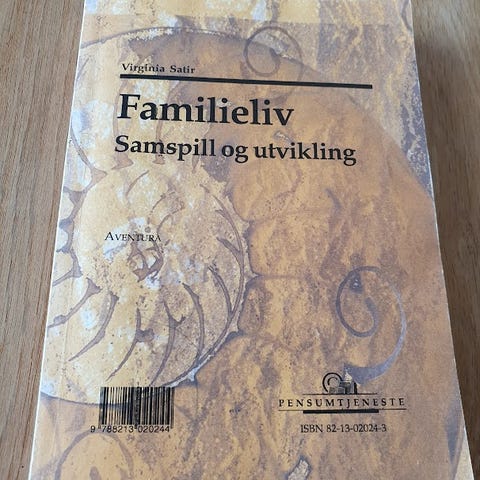 Virginia Satir
Familieliv
Samspill og utvikling
AVENTURA
PENSUMTJENESTE
9 788213 020244
ISBN 82-13-02024-3